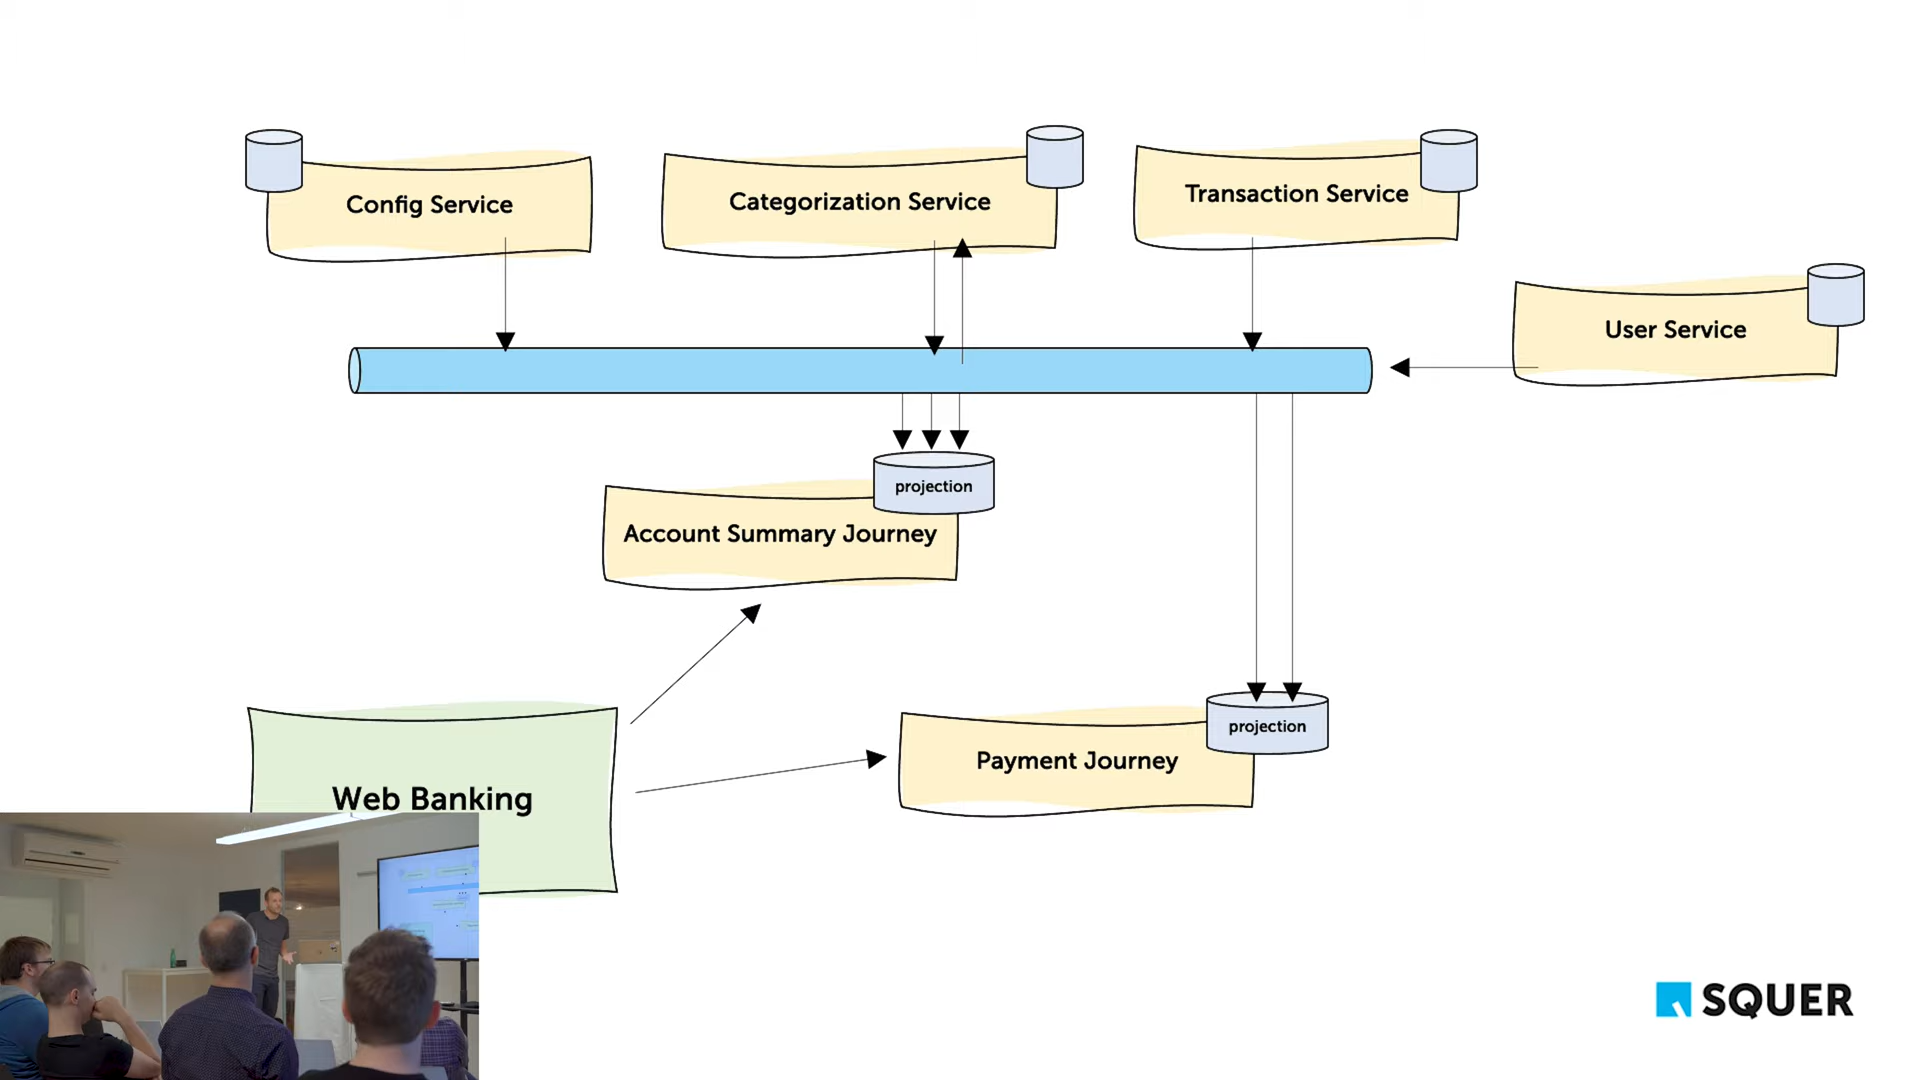 Config Service
Categorization Service
Transaction Service
User Service
projection
Account Summary Journey
projection
Payment Journey
Web Banking
SQUER